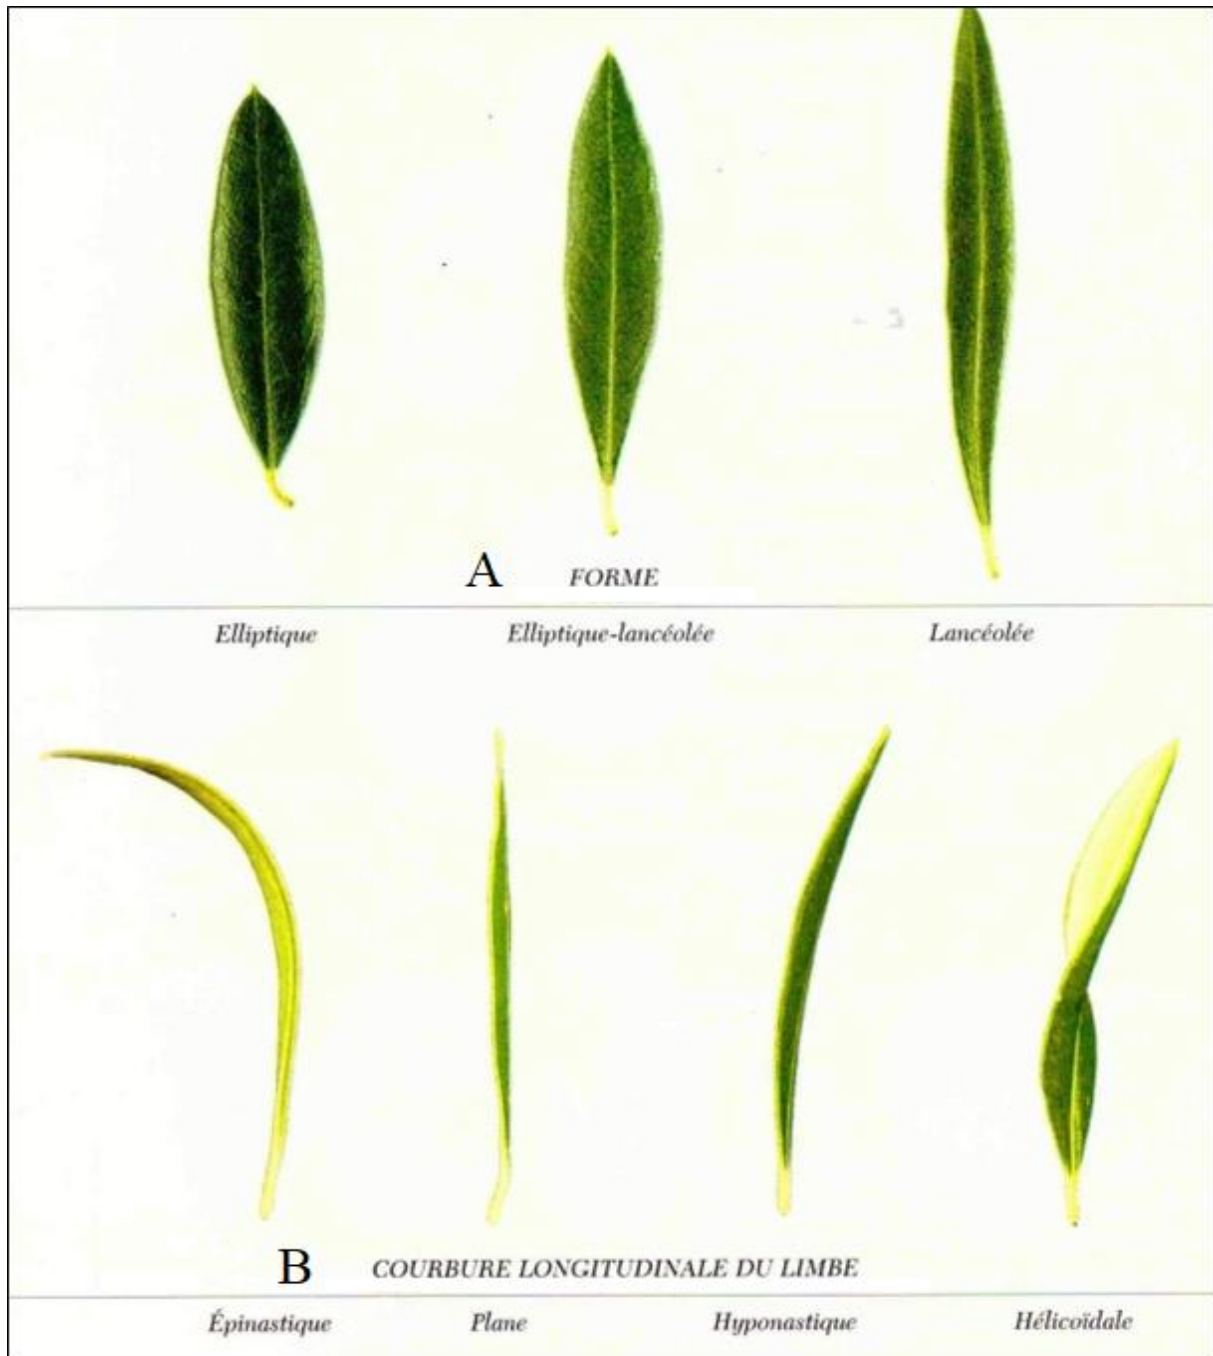 A FORME
Elliptique Elliptique-lancéolée Lancéolée
B COURBURE LONGITUDINALE DU LIMBE
Épinastique Plane Hyponastique Hélicoïdale